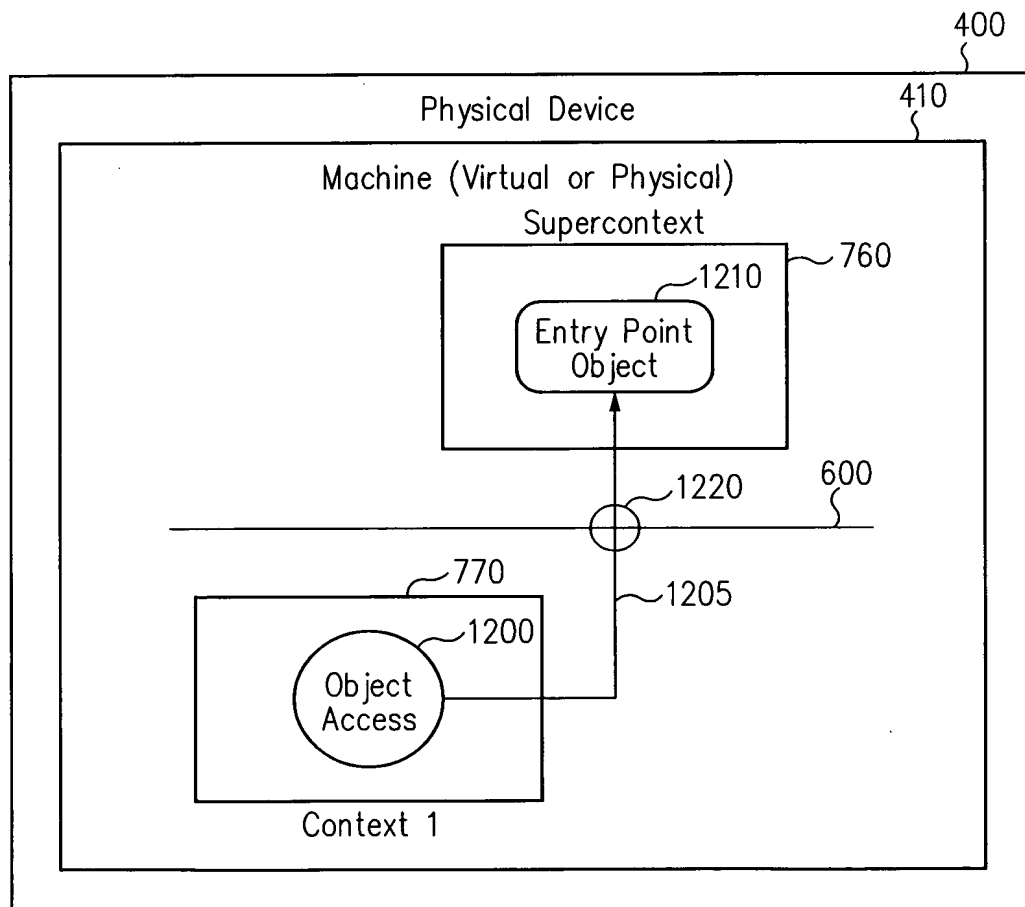 400
Physical Device
410
Machine (Virtual or Physical)
Supercontext
760
1210
Entry Point
Object
1220
600
770
1205
1200
Object
Access
Context 1